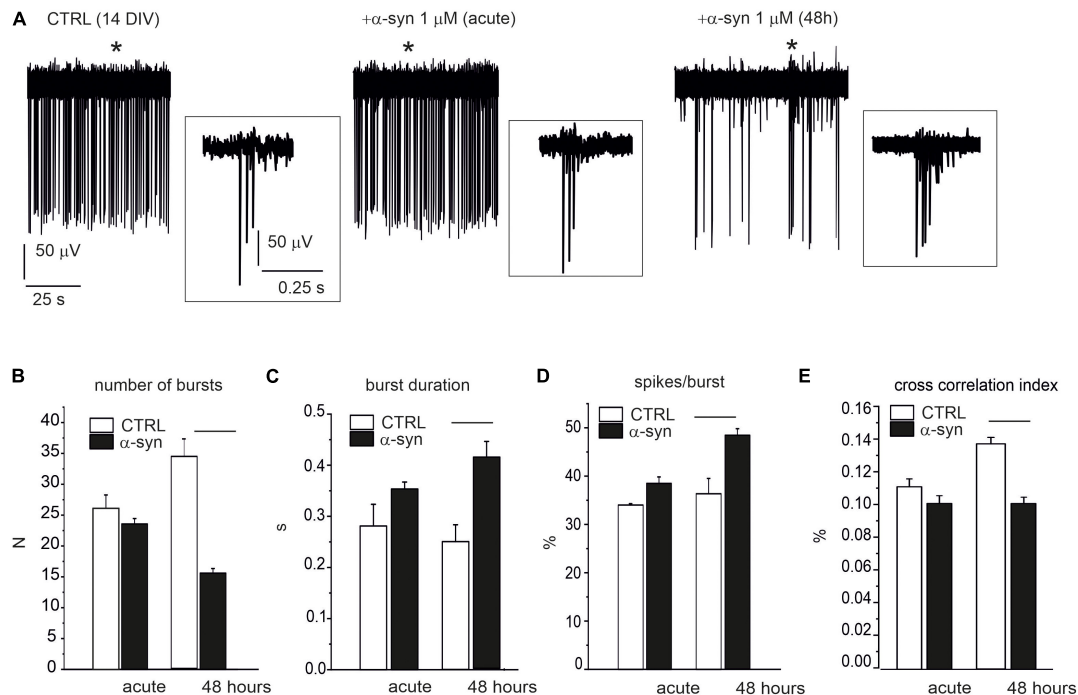 A
CTRL (14 DIV)
+α-syn 1 μM (acute)
+α-syn 1 μM (48h)
*
*
*
50 μV
25 s
50 μV
0.25 s
B
number of bursts
CTRL
α-syn
N
40
35
30
25
20
15
10
5
0
acute
48 hours
C
burst duration
CTRL
α-syn
s
0.5
0.4
0.3
0.2
0.1
0.0
acute
48 hours
D
spikes/burst
CTRL
α-syn
%
50
40
30
20
10
0
acute
48 hours
E
cross correlation index
CTRL
α-syn
%
0.16
0.14
0.12
0.10
0.08
0.06
0.04
0.02
0.00
acute
48 hours